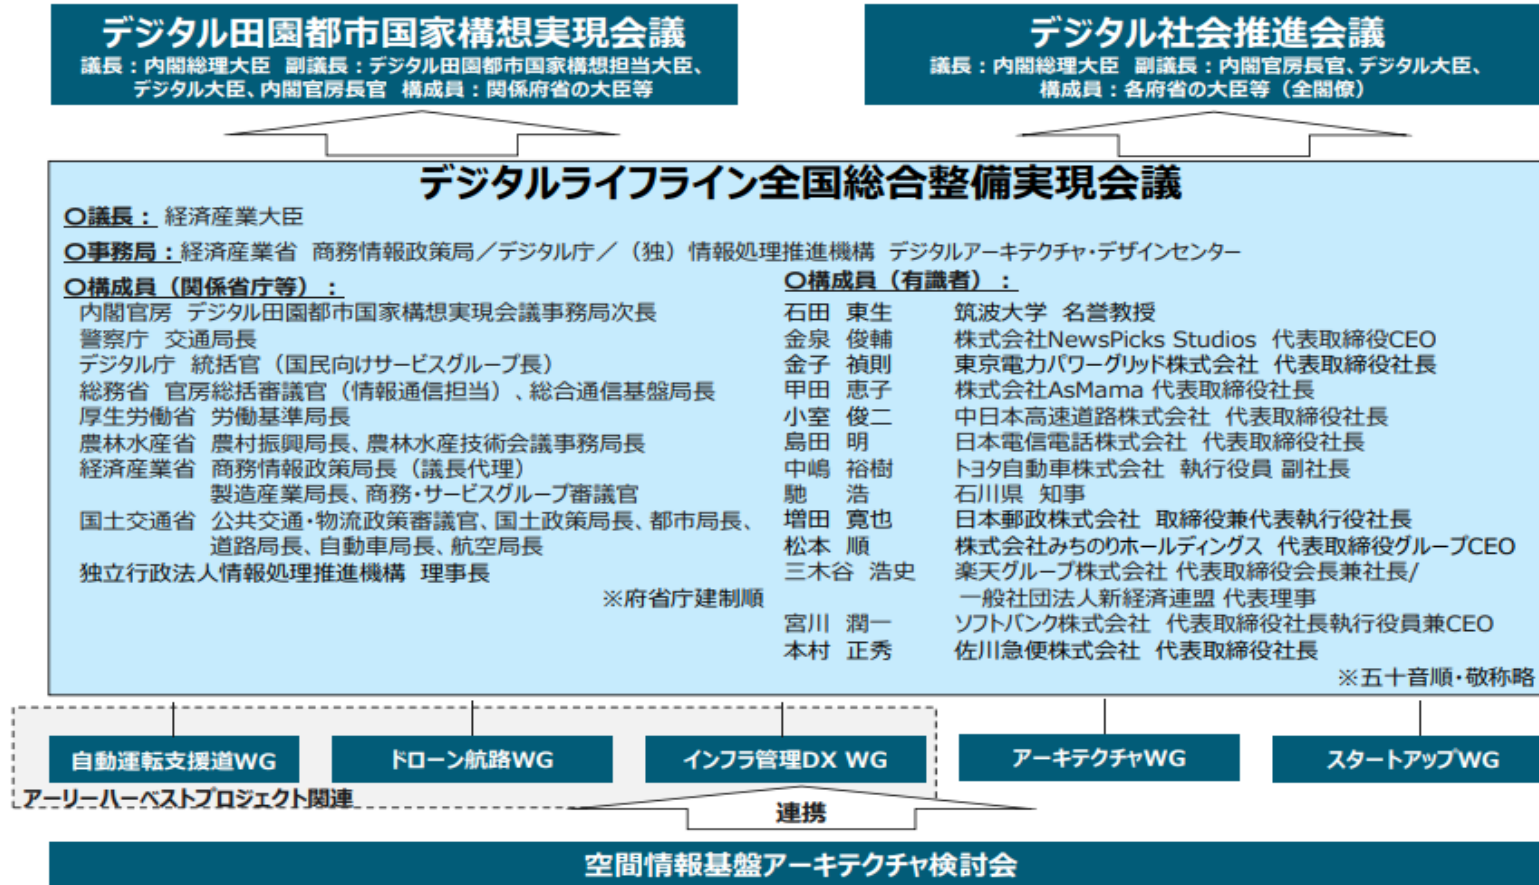 デジタル田園都市国家構想実現会議
議長：内閣総理大臣 副議長：デジタル田園都市国家構想担当大臣、
デジタル大臣、内閣官房長官 構成員：関係府省の大臣等
デジタル社会推進会議
議長：内閣総理大臣 副議長：内閣官房長官、デジタル大臣、
構成員：各府省の大臣等（全閣僚）
デジタルライフライン全国総合整備実現会議
〇議長： 経済産業大臣
〇事務局：経済産業省 商務情報政策局／デジタル庁／（独）情報処理推進機構 デジタルアーキテクチャ・デザインセンター
〇構成員（関係省庁等）：
内閣官房 デジタル田園都市国家構想実現会議事務局次長
警察庁 交通局長
デジタル庁 統括官（国民向けサービスグループ長）
総務省 官房総括審議官（情報通信担当）、総合通信基盤局長
厚生労働省 労働基準局長
農林水産省 農村振興局長、農林水産技術会議事務局長
経済産業省 商務情報政策局長（議長代理）
製造産業局長、商務・サービスグループ審議官
国土交通省 公共交通・物流政策審議官、国土政策局長、都市局長、
道路局長、自動車局長、航空局長
独立行政法人情報処理推進機構 理事長
※府省庁建制順
〇構成員（有識者）：
石田 東生 筑波大学 名誉教授
金泉 俊輔 株式会社NewsPicks Studios 代表取締役CEO
金子 禎則 東京電力パワーグリッド株式会社 代表取締役社長
甲田 恵子 株式会社AsMama 代表取締役社長
小室 俊二 中日本高速道路株式会社 代表取締役社長
島田 明 日本電信電話株式会社 代表取締役社長
中嶋 裕樹 トヨタ自動車株式会社 執行役員 副社長
馳 浩 石川県 知事
増田 寛也 日本郵政株式会社 取締役兼代表執行役社長
松本 順 株式会社みちのりホールディングス 代表取締役グループCEO
三木谷 浩史 楽天グループ株式会社 代表取締役会長兼社長/
一般社団法人新経済連盟 代表理事
宮川 潤一 ソフトバンク株式会社 代表取締役社長執行役員兼CEO
本村 正秀 佐川急便株式会社 代表取締役社長
※五十音順・敬称略
自動運転支援道WG
ドローン航路WG
インフラ管理DX WG
アーキテクチャWG
スタートアップWG
アーリーハーベストプロジェクト関連
連携
空間情報基盤アーキテクチャ検討会